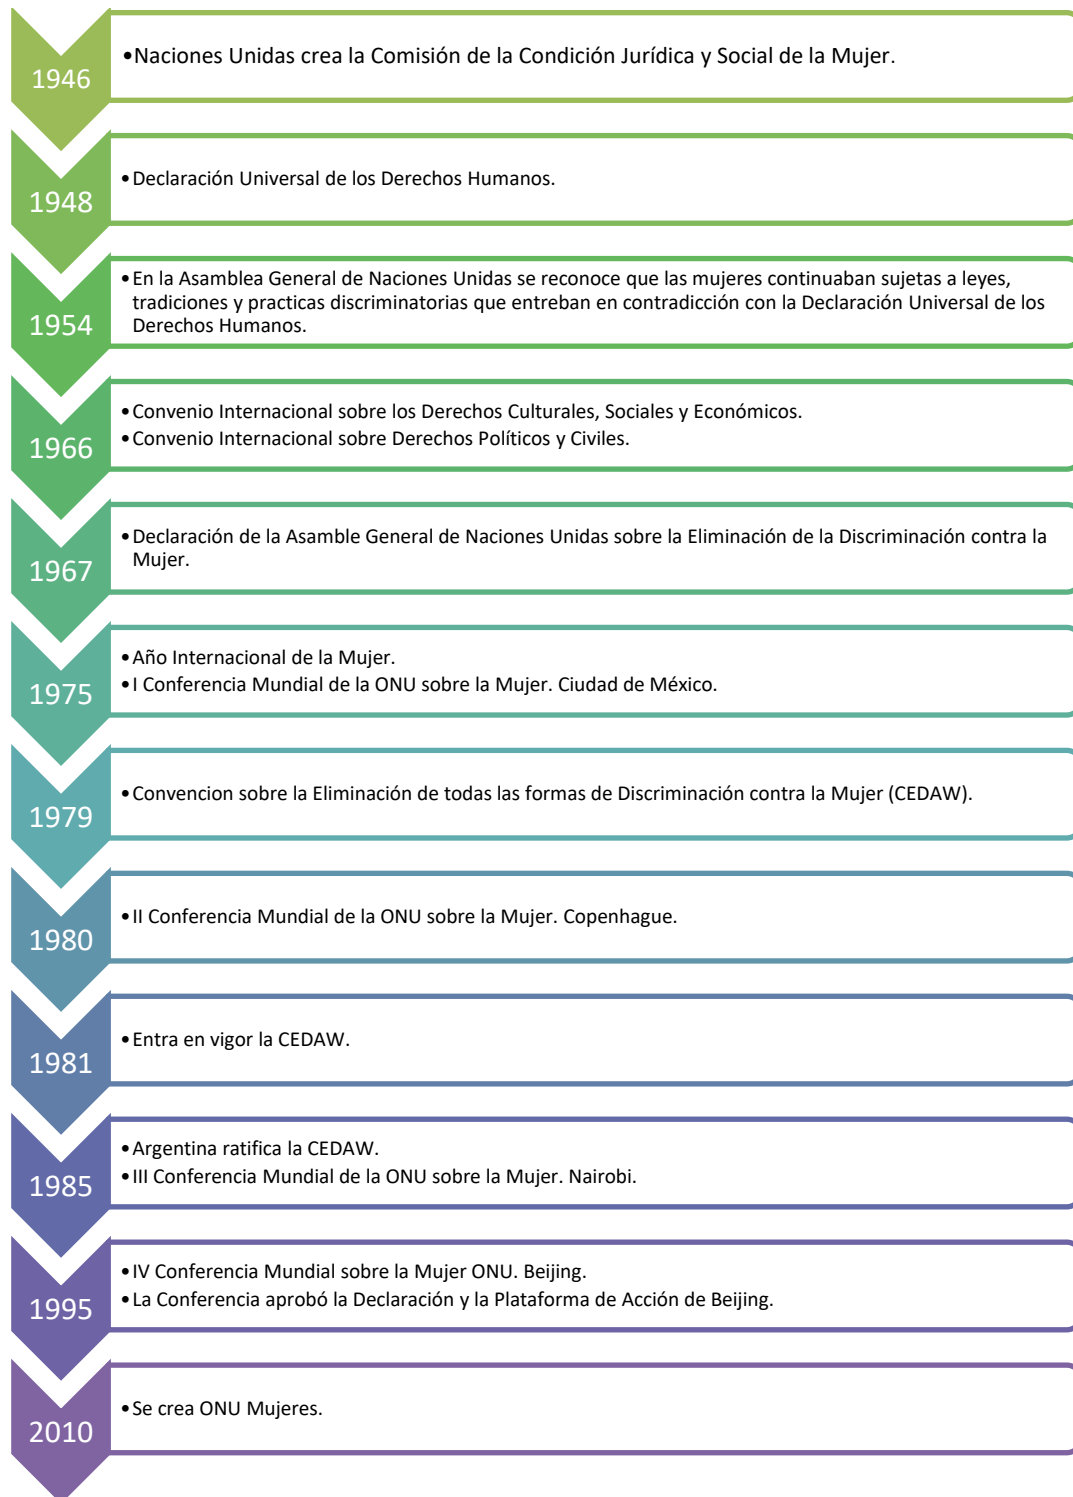 1946
•Naciones Unidas crea la Comisión de la Condición Jurídica y Social de la Mujer.
1948
•Declaración Universal de los Derechos Humanos.
1954
•En la Asamblea General de Naciones Unidas se reconoce que las mujeres continuaban sujetas a leyes,
tradiciones y practicas discriminatorias que entreban en contradicción con la Declaración Universal de los
Derechos Humanos.
1966
•Convenio Internacional sobre los Derechos Culturales, Sociales y Económicos.
•Convenio Internacional sobre Derechos Políticos y Civiles.
1967
•Declaración de la Asamble General de Naciones Unidas sobre la Eliminación de la Discriminación contra la
Mujer.
1975
•Año Internacional de la Mujer.
•I Conferencia Mundial de la ONU sobre la Mujer. Ciudad de México.
1979
•Convencion sobre la Eliminación de todas las formas de Discriminación contra la Mujer (CEDAW).
1980
•II Conferencia Mundial de la ONU sobre la Mujer. Copenhague.
1981
•Entra en vigor la CEDAW.
1985
•Argentina ratifica la CEDAW.
•III Conferencia Mundial de la ONU sobre la Mujer. Nairobi.
1995
•IV Conferencia Mundial sobre la Mujer ONU. Beijing.
•La Conferencia aprobó la Declaración y la Plataforma de Acción de Beijing.
2010
•Se crea ONU Mujeres.